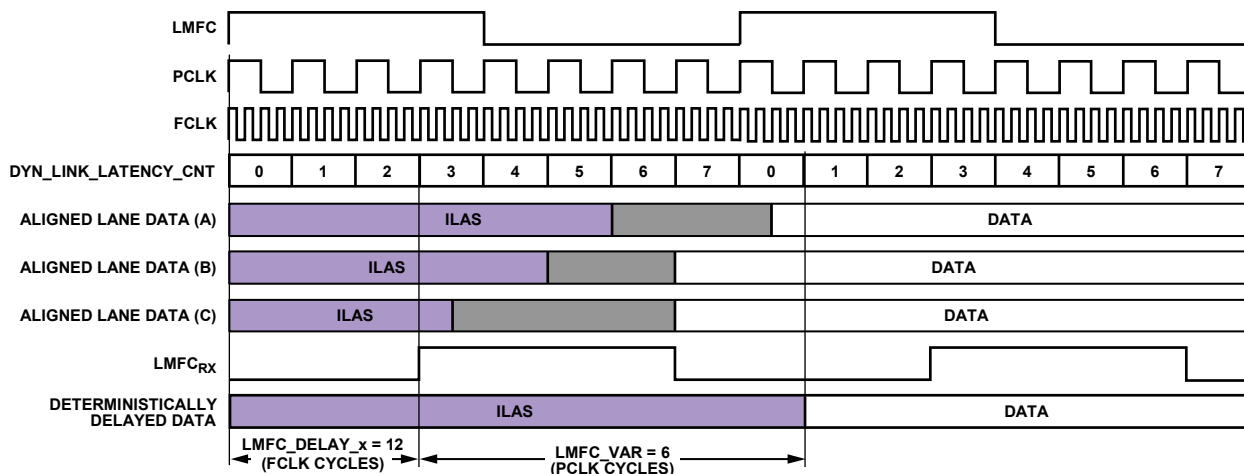 LMFC
PCLK
FCLK
DYN_LINK_LATENCY_CNT 0 1 2 3 4 5 6 7 0 1 2 3 4 5 6 7
ALIGNED LANE DATA (A) ILAS DATA
ALIGNED LANE DATA (B) ILAS DATA
ALIGNED LANE DATA (C) ILAS DATA
LMFCRX
DETERMINISTICALLY
DELAYED DATA
ILAS DATA
LMFC_DELAY_x = 12
(FCLK CYCLES)
LMFC_VAR = 6
(PCLK CYCLES)